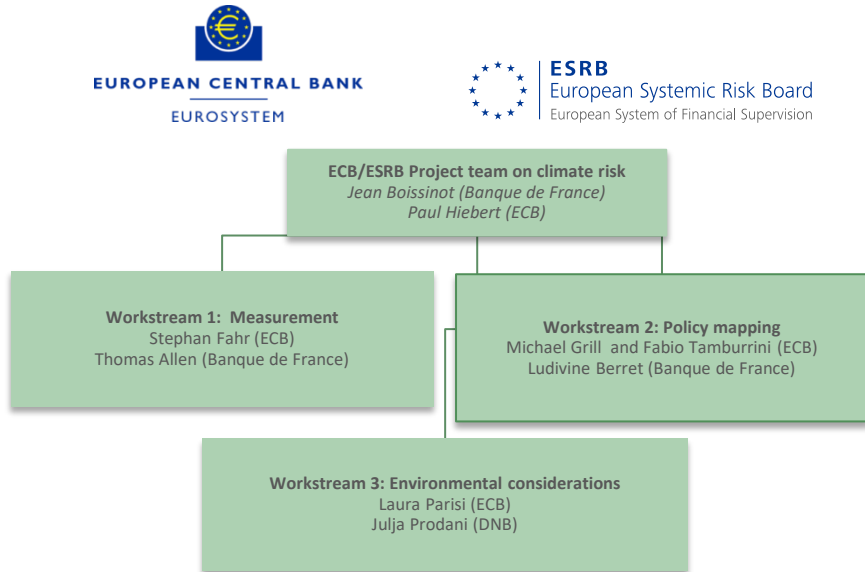 EUROPEAN CENTRAL BANK
EUROSYSTEM
ESRB
European Systemic Risk Board
European System of Financial Supervision
ECB/ESRB Project team on climate risk
Jean Boissinot (Banque de France)
Paul Hiebert (ECB)
Workstream 1:  Measurement
Stephan Fahr (ECB)
Thomas Allen (Banque de France)
Workstream 2: Policy mapping
Michael Grill  and Fabio Tamburrini (ECB)
Ludivine Berret (Banque de France)
Workstream 3: Environmental considerations
Laura Parisi (ECB)
Julja Prodani (DNB)